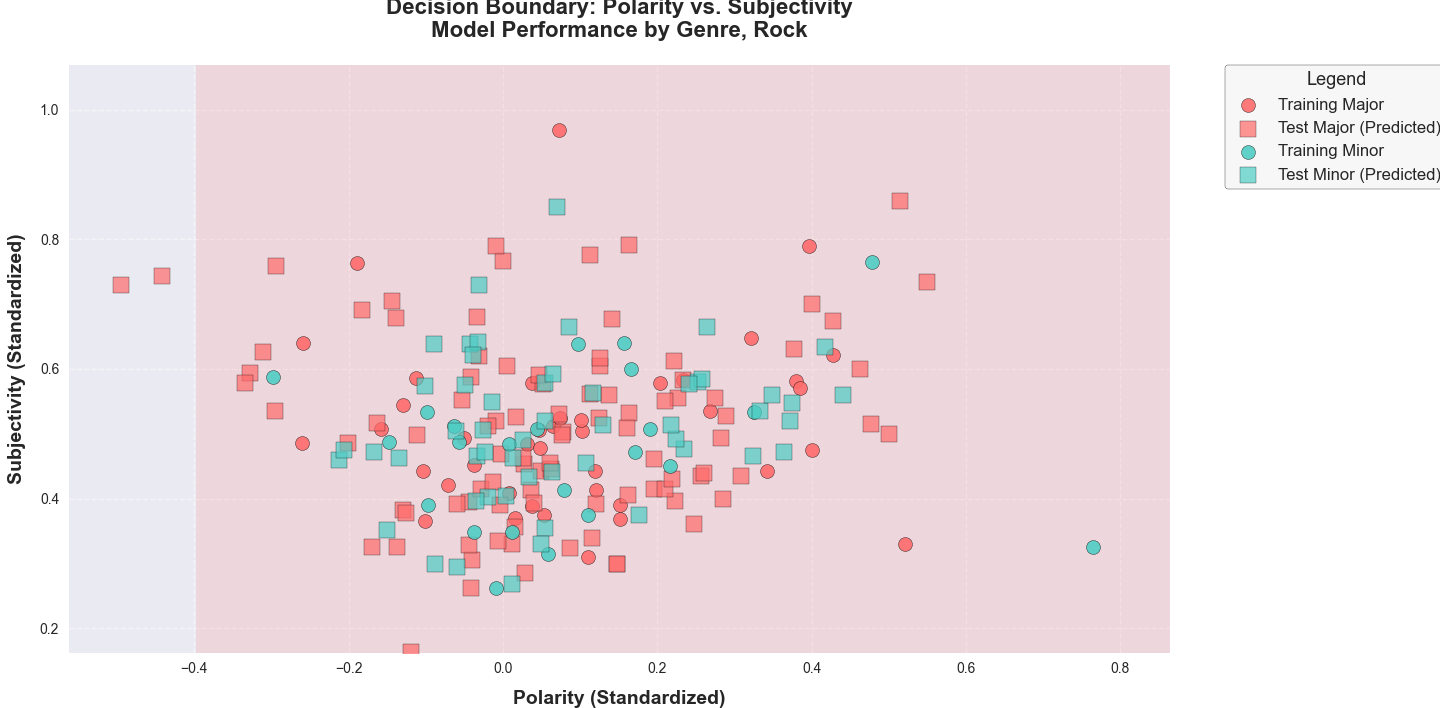 Decision Boundary: Polarity vs. Subjectivity
Model Performance by Genre, Rock
Legend
Training Major
Test Major (Predicted)
Training Minor
Test Minor (Predicted)
Subjectivity (Standardized)
1.0
0.8
0.6
0.4
0.2
−0.4
−0.2
0.0
0.2
0.4
0.6
0.8
Polarity (Standardized)